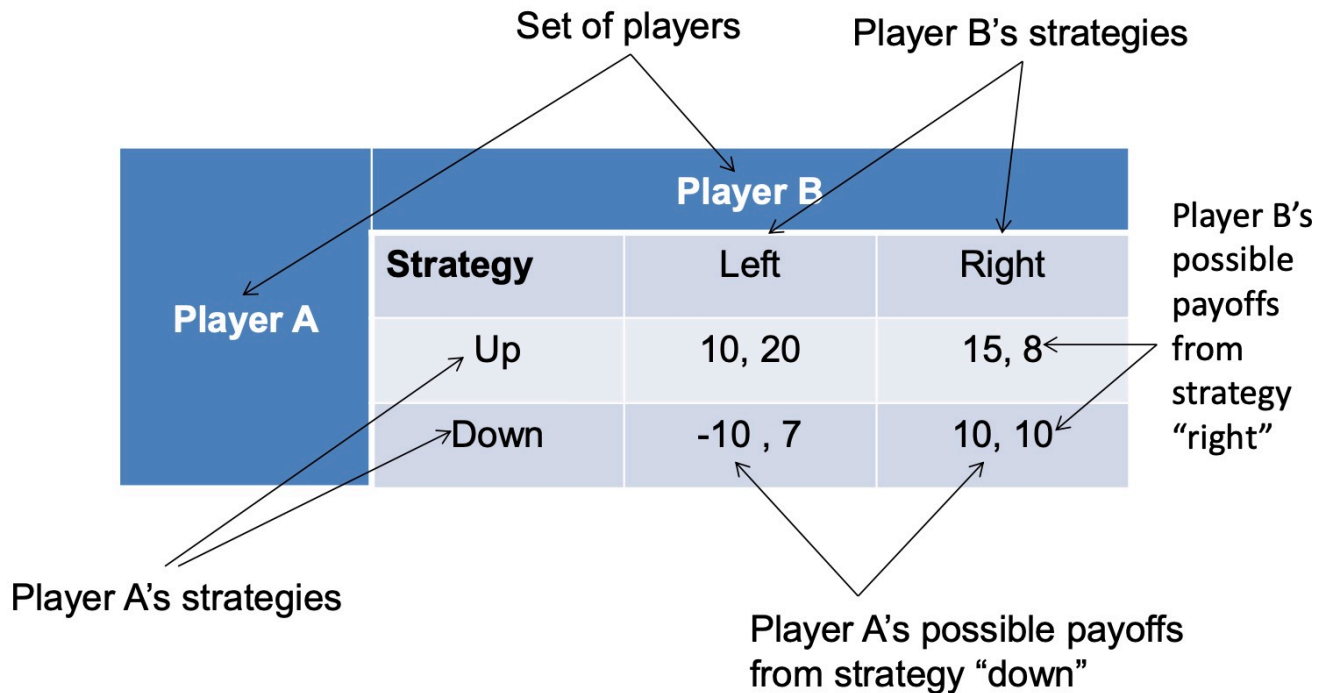 Set of players
Player B's strategies
Player B
Player A
Strategy Left Right
Up 10, 20 15, 8
Down -10 , 7 10, 10
Player B’s
possible
payoffs
from
strategy
“right”
Player A's strategies
Player A's possible payoffs
from strategy “down”